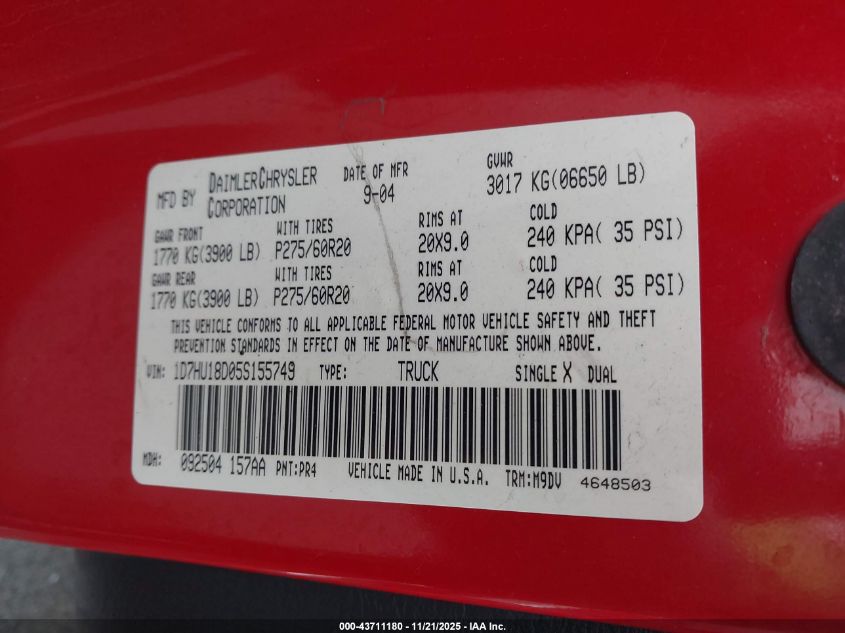 MFD BY DAIMLERCHRYSLER CORPORATION DATE OF MFR 9-04 GVWR 3017 KG(06650 LB)
GAWR FRONT WITH TIRES RIMS AT COLD
1770 KG(3900 LB) P275/60R20 20X9.0 240 KPA( 35 PSI)
GAWR REAR WITH TIRES RIMS AT COLD
1770 KG(3900 LB) P275/60R20 20X9.0 240 KPA( 35 PSI)
THIS VEHICLE CONFORMS TO ALL APPLICABLE FEDERAL MOTOR VEHICLE SAFETY AND THEFT
PREVENTION STANDARDS IN EFFECT ON THE DATE OF MANUFACTURE SHOWN ABOVE.
VIN: 1D7HU18D05S155749 TYPE: TRUCK SINGLE X DUAL
MDH: 092504 157AA PNT:PR4 VEHICLE MADE IN U.S.A. TRM:M9DV 4648503
000-43711180 - 11/21/2025 - IAA Inc.